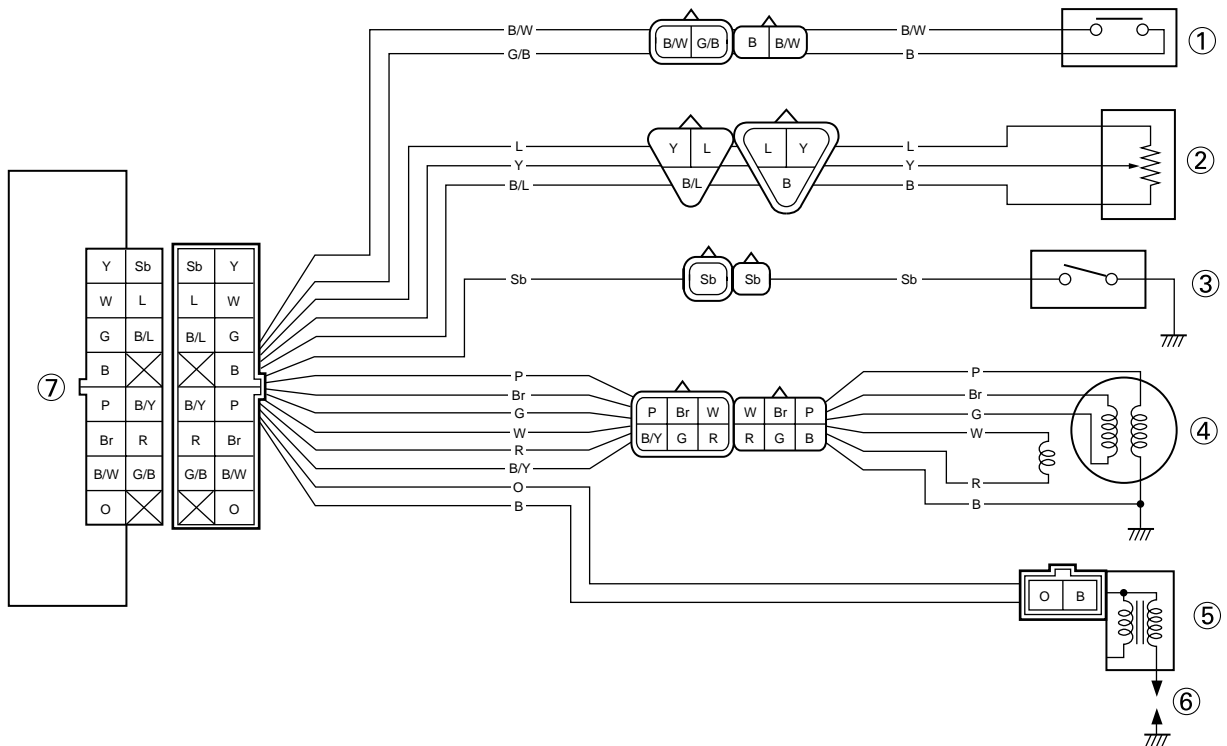 B/W B/W G/B B B/W B/W ①
G/B B
L Y L L Y L
Y Y ②
B/L B/L B B
Y Sb Sb Y Sb Sb Sb Sb ③
W L L W
G B/L B/L G
B B P P
P B/Y B/Y P Br P Br W W Br P Br
G G
Br R R Br W B/Y G R R G B W ④
R
B/W G/B G/B B/W B/Y R
O O O
B B
⑦
O B ⑤
⑥